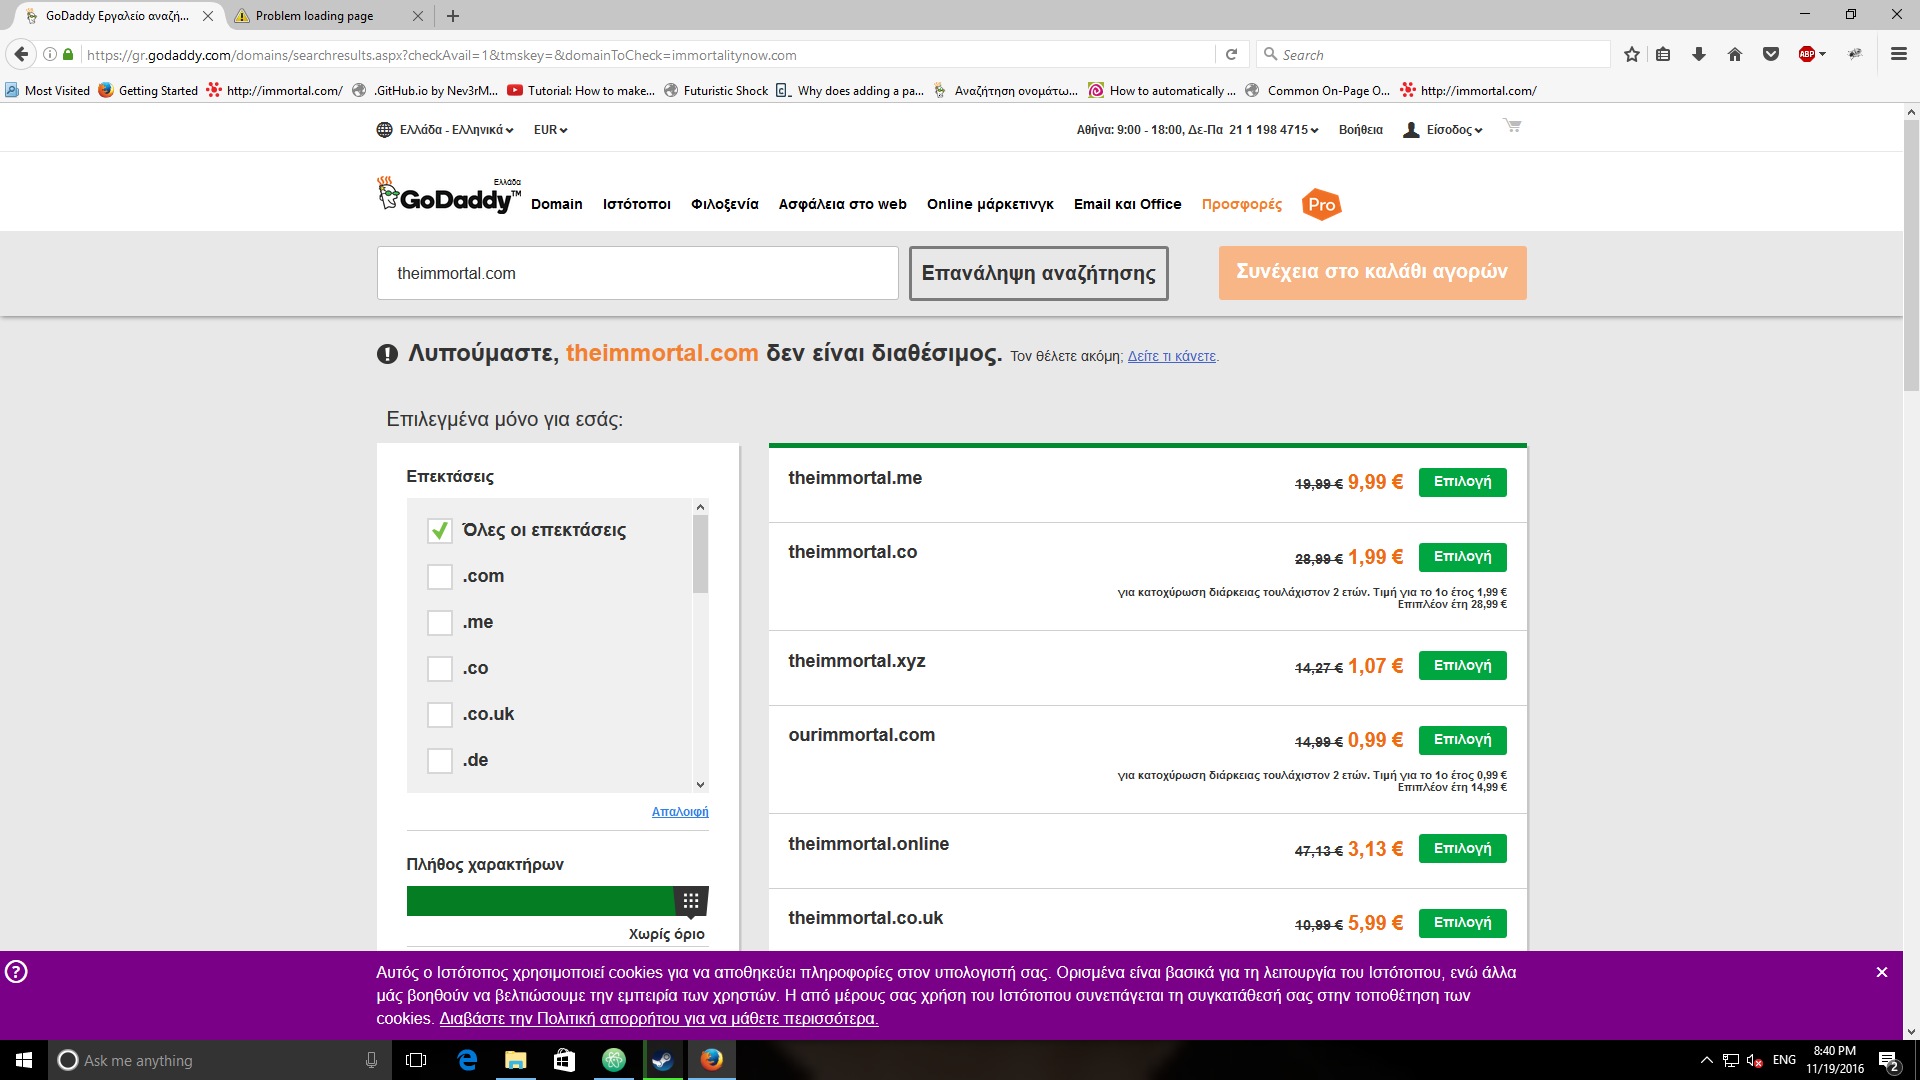 GoDaddy Εργαλείο αναζή...
Problem loading page
https://gr.godaddy.com/domains/searchresults.aspx?checkAvail=1&tmskey=&domainToCheck=immortalitynow.com
Search
ABP
Most Visited
Getting Started
http://immortal.com/
.GitHub.io by Nev3rM...
Tutorial: How to make...
Futuristic Shock
Why does adding a pa...
Αναζήτηση ονομάτω...
How to automatically ...
Common On-Page O...
http://immortal.com/
Ελλάδα - Ελληνικά
EUR
Αθήνα: 9:00 - 18:00, Δε-Πα 21 1 198 4715
Βοήθεια
Είσοδος
Ελλάδα
GoDaddy™
Domain
Ιστότοποι
Φιλοξενία
Ασφάλεια στο web
Online μάρκετινγκ
Email και Office
Προσφορές
Pro
theimmortal.com
Επανάληψη αναζήτησης
Συνέχεια στο καλάθι αγορών
Λυπούμαστε, theimmortal.com δεν είναι διαθέσιμος. Τον θέλετε ακόμη; Δείτε τι κάνετε.
Επιλεγμένα μόνο για εσάς:
Επεκτάσεις
Όλες οι επεκτάσεις
.com
.me
.co
.co.uk
.de
Απαλοιφή
Πλήθος χαρακτήρων
Χωρίς όριο
theimmortal.me
19,99 € 9,99 €
Επιλογή
theimmortal.co
28,99 € 1,99 €
Επιλογή
για κατοχύρωση διάρκειας τουλάχιστον 2 ετών. Τιμή για το 1ο έτος 1,99 €
Επιπλέον έτη 28,99 €
theimmortal.xyz
14,27 € 1,07 €
Επιλογή
ourimmortal.com
14,99 € 0,99 €
Επιλογή
για κατοχύρωση διάρκειας τουλάχιστον 2 ετών. Τιμή για το 1ο έτος 0,99 €
Επιπλέον έτη 14,99 €
theimmortal.online
47,13 € 3,13 €
Επιλογή
theimmortal.co.uk
10,99 € 5,99 €
Επιλογή
Αυτός ο Ιστότοπος χρησιμοποιεί cookies για να αποθηκεύει πληροφορίες στον υπολογιστή σας. Ορισμένα είναι βασικά για τη λειτουργία του Ιστότοπου, ενώ άλλα
μάς βοηθούν να βελτιώσουμε την εμπειρία των χρηστών. Η από μέρους σας χρήση του Ιστότοπου συνεπάγεται τη συγκατάθεσή σας στην τοποθέτηση των
cookies. Διαβάστε την Πολιτική απορρήτου για να μάθετε περισσότερα.
Ask me anything
ENG
8:40 PM
11/19/2016
2